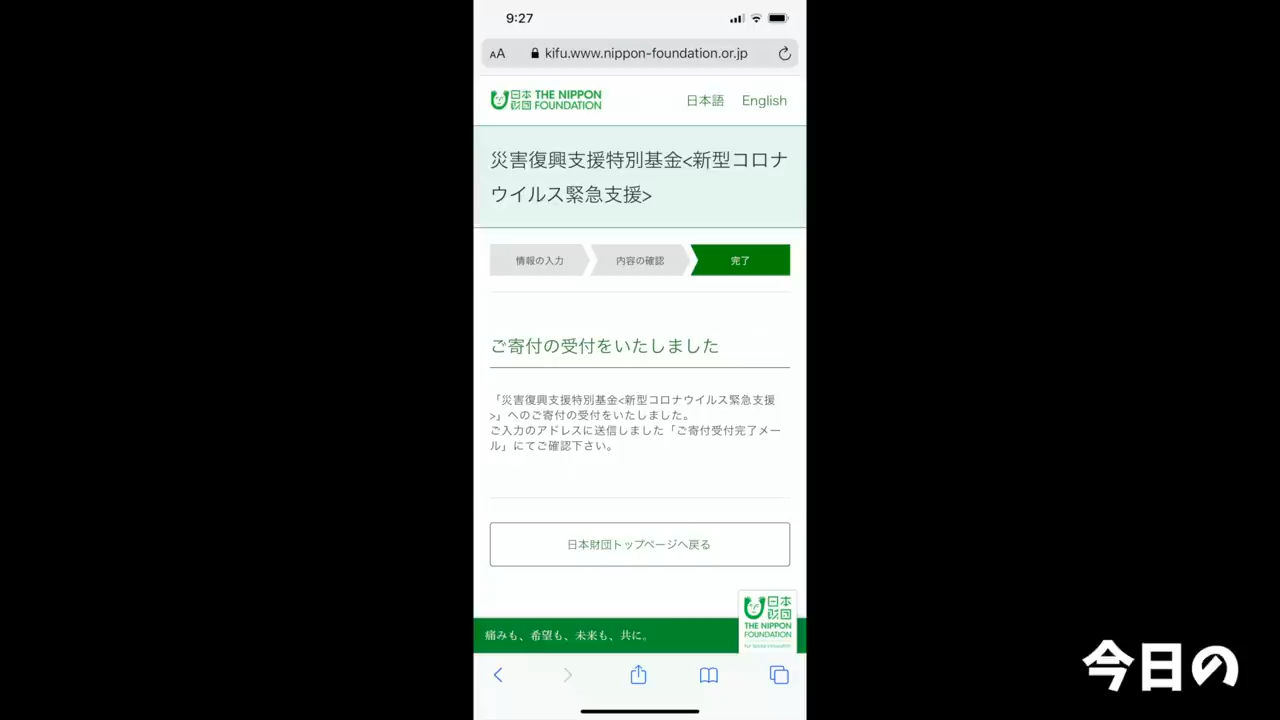 9:27
AA kifu.www.nippon-foundation.or.jp
日本 THE NIPPON
財団 FOUNDATION
日本語 English
災害復興支援特別基金<新型コロナ
ウイルス緊急支援>
情報の入力 内容の確認 完了
ご寄付の受付をいたしました
「災害復興支援特別基金<新型コロナウイルス緊急支援
>」へのご寄付の受付をいたしました。
ご入力のアドレスに送信しました「ご寄付受付完了メー
ル」にてご確認下さい。
日本財団トップページへ戻る
日本
財団
THE NIPPON
FOUNDATION
For Social Innovation
痛みも、希望も、未来も、共に。
今日の